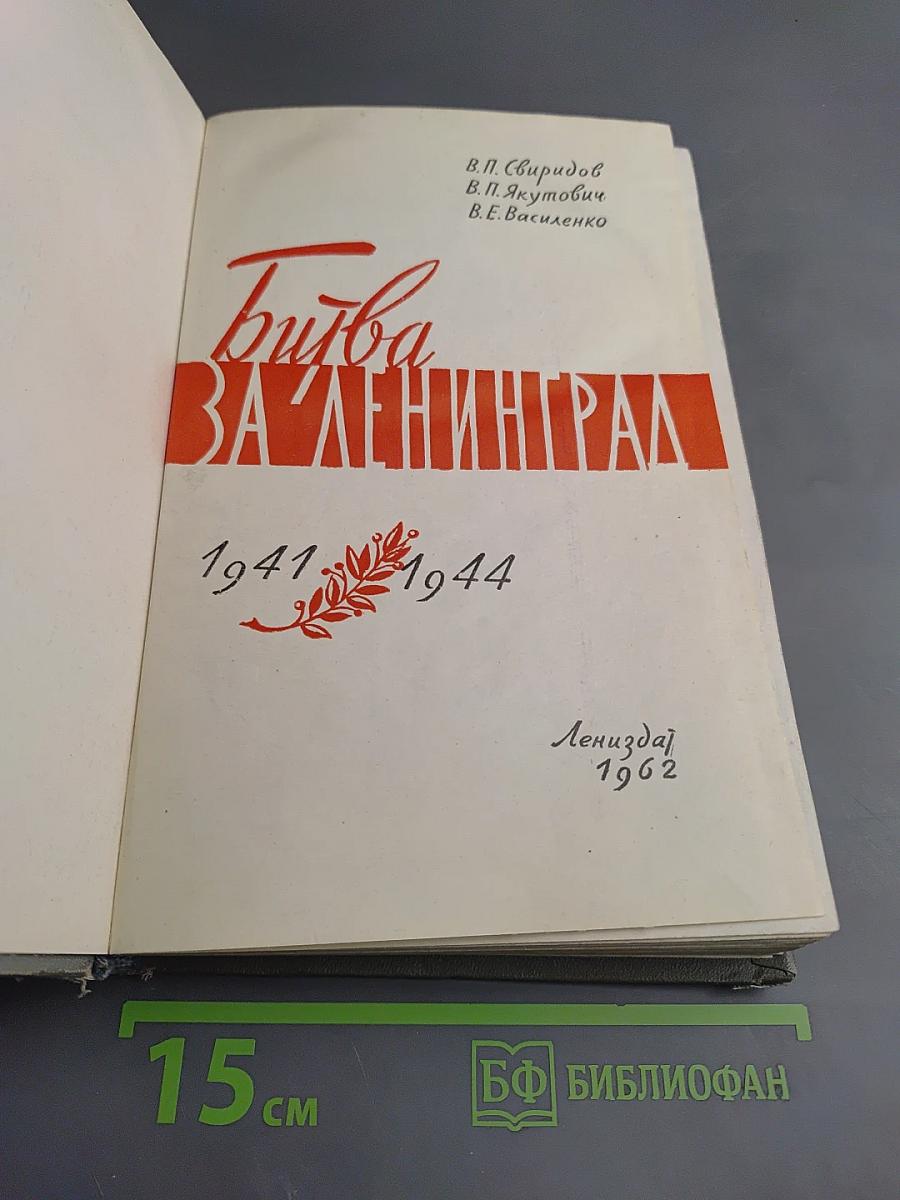 В.П. Свиридов
В.П. Якутович
В.Е. Василенко
Битва
ЗА ЛЕНИНГРАД
1941 1944
Лениздат
1962
15 см
БФ БИБЛИОФАН